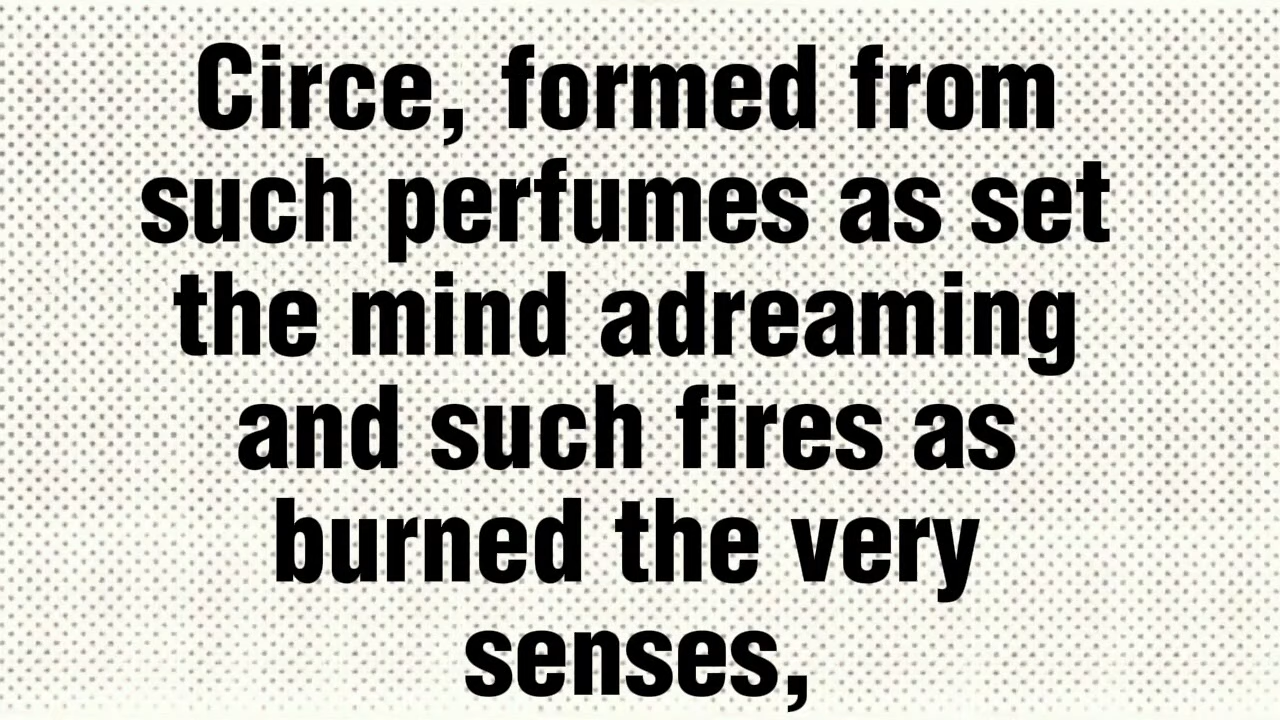 Circe, formed from
such perfumes as set
the mind adreaming
and such fires as
burned the very
senses,